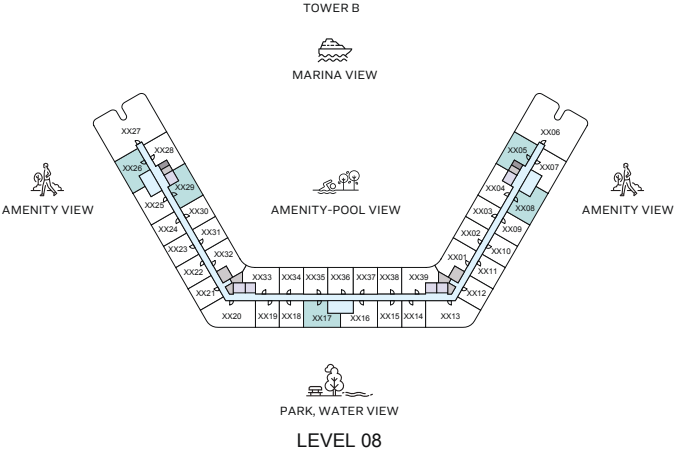 TOWER B
MARINA VIEW
XX27
XX06
XX28
XX05
XX26
XX07
XX29
XX04
XX25
XX08
AMENITY VIEW
AMENITY-POOL VIEW
AMENITY VIEW
XX30
XX03
XX24
XX09
XX31
XX02
XX23
XX10
XX32
XX01
XX22
XX11
XX33 XX34 XX35 XX36 XX37 XX38 XX39
XX21
XX12
XX20 XX19 XX18 XX17 XX16 XX15 XX14 XX13
PARK, WATER VIEW
LEVEL 08